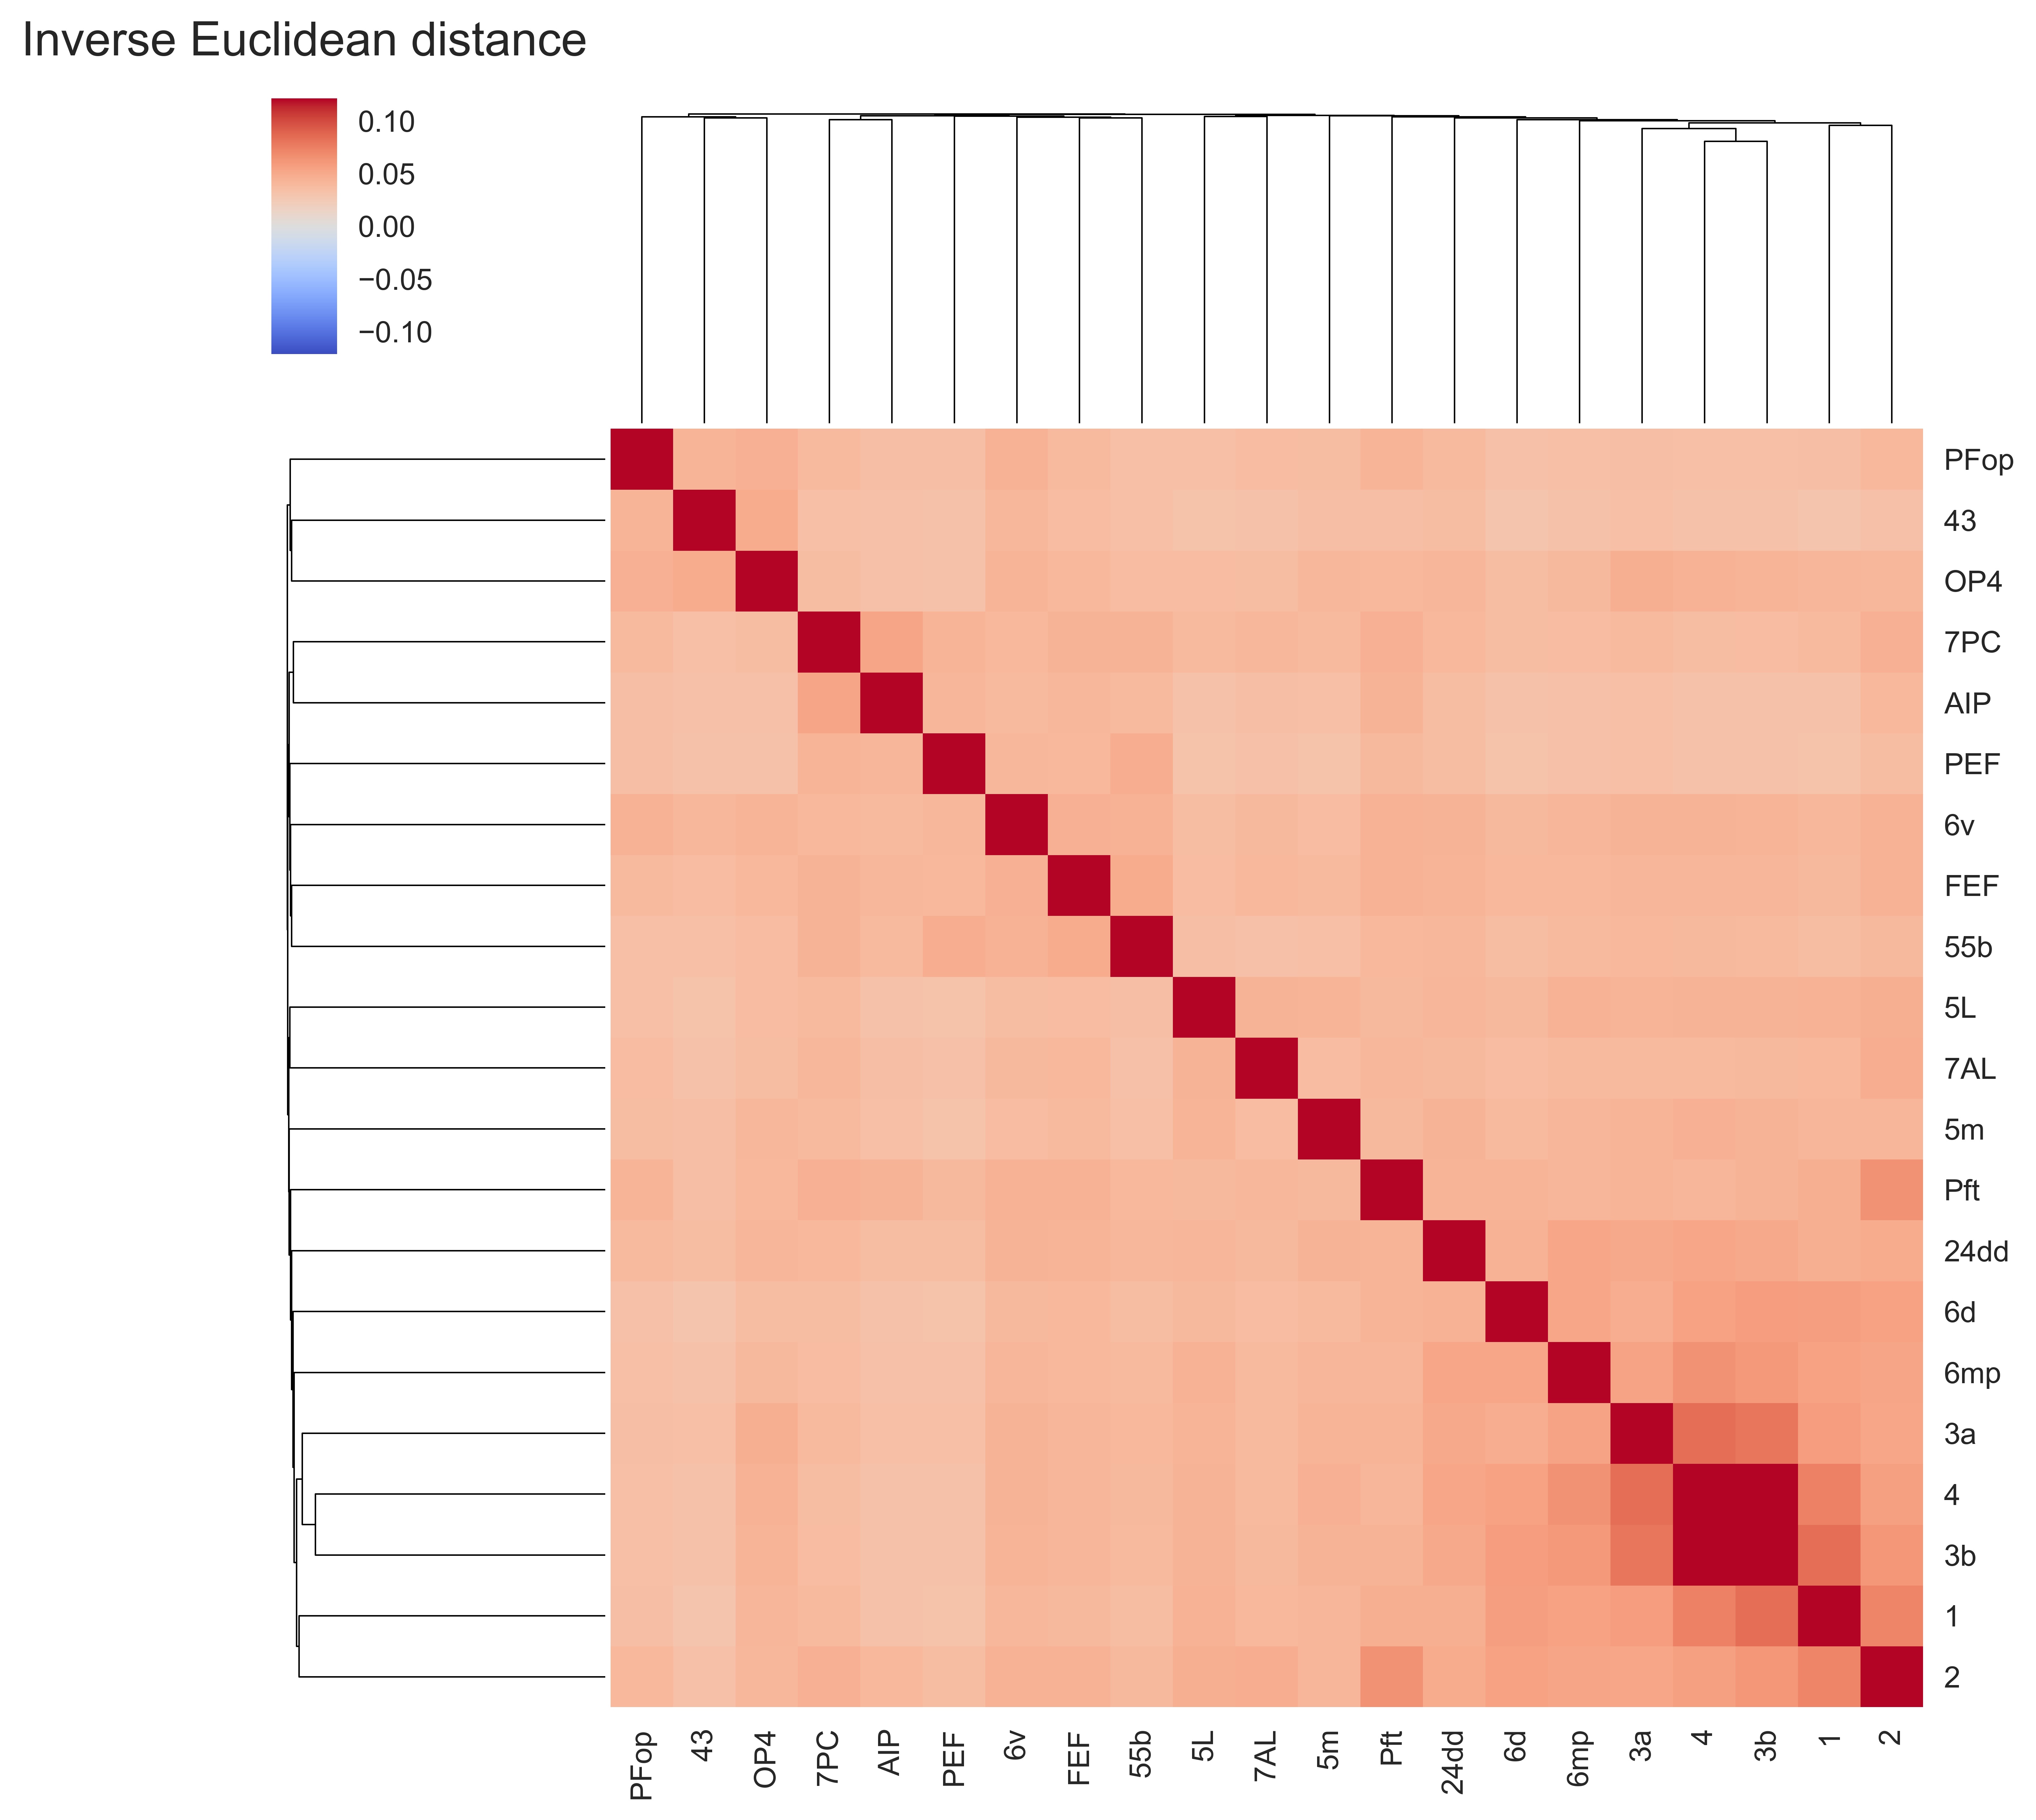 Inverse Euclidean distance
0.10
0.05
0.00
−0.05
−0.10
PFop
43
OP4
7PC
AIP
PEF
6v
FEF
55b
5L
7AL
5m
Pft
24dd
6d
6mp
3a
4
3b
1
2
PFop 43 OP4 7PC AIP PEF 6v FEF 55b 5L 7AL 5m Pft 24dd 6d 6mp 3a 4 3b 1 2